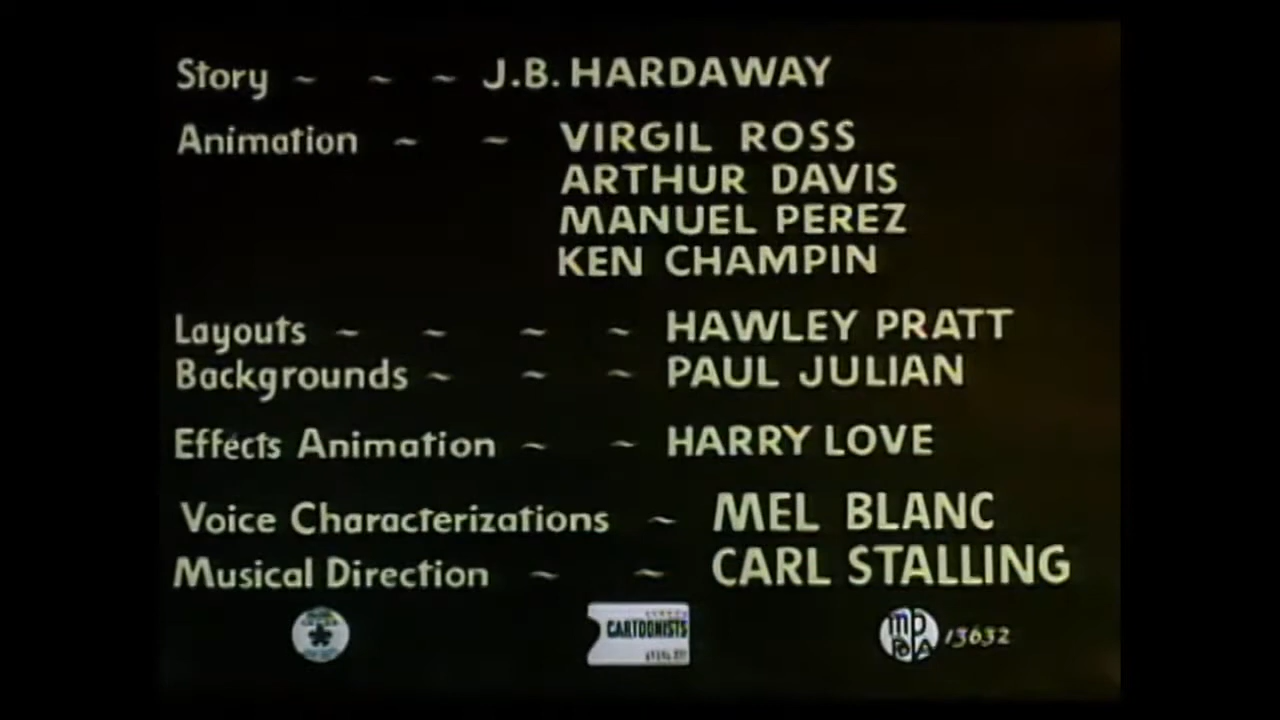 Story ~ ~ ~ J.B. HARDAWAY
Animation ~ ~ VIRGIL ROSS
ARTHUR DAVIS
MANUEL PEREZ
KEN CHAMPIN
Layouts ~ ~ ~ ~ HAWLEY PRATT
Backgrounds ~ ~ ~ PAUL JULIAN
Effects Animation ~ ~ HARRY LOVE
Voice Characterizations ~ MEL BLANC
Musical Direction ~ ~ CARL STALLING
CARTOONISTS
MPPDA 13632